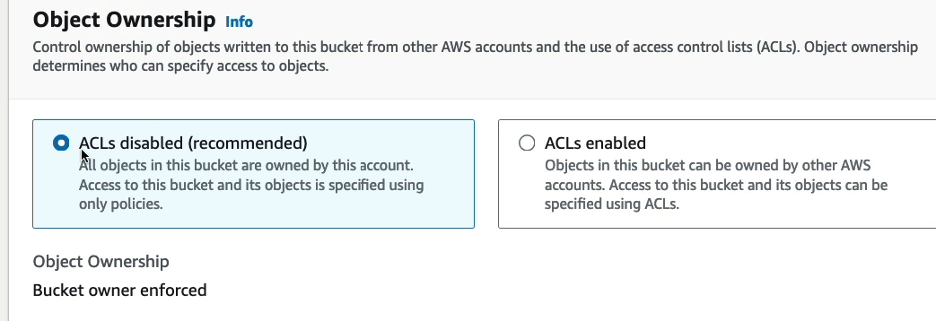 Object Ownership Info
Control ownership of objects written to this bucket from other AWS accounts and the use of access control lists (ACLs). Object ownership
determines who can specify access to objects.
ACLs disabled (recommended)
All objects in this bucket are owned by this account.
Access to this bucket and its objects is specified using
only policies.
ACLs enabled
Objects in this bucket can be owned by other AWS
accounts. Access to this bucket and its objects can be
specified using ACLs.
Object Ownership
Bucket owner enforced